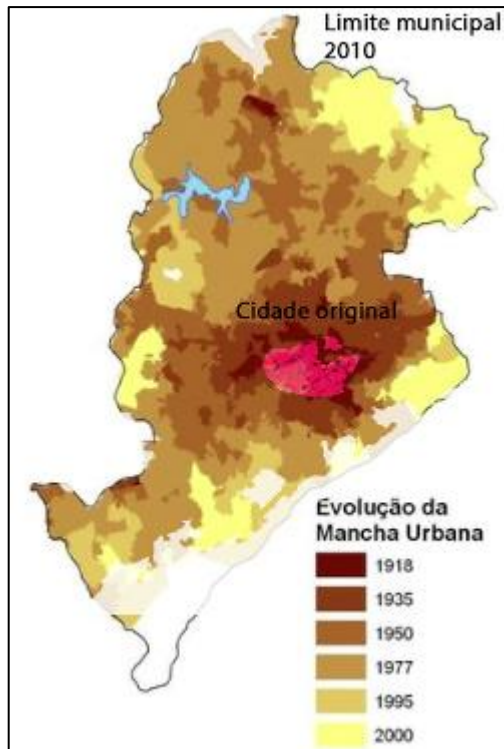 Limite municipal
2010
Cidade original
Evolução da
Mancha Urbana
1918
1935
1950
1977
1995
2000